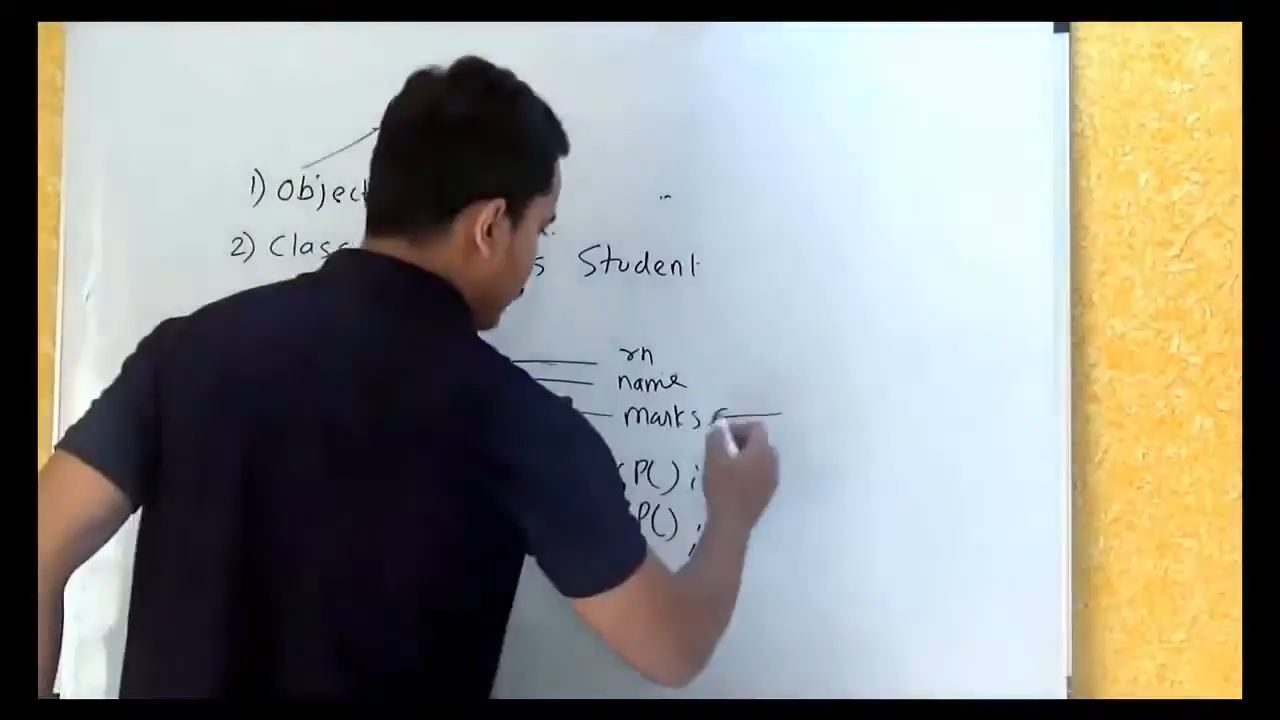 1) Object
2) Class Student
rn
name
marks
P() ;
P() ;